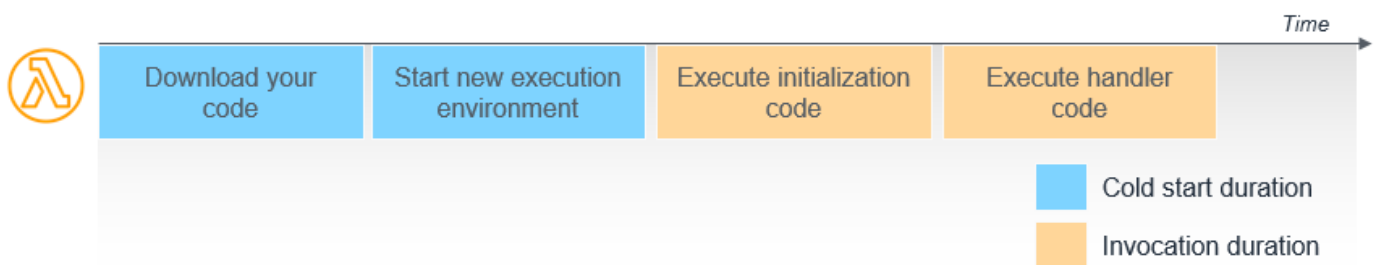 Time
Download your
code
Start new execution
environment
Execute initialization
code
Execute handler
code
Cold start duration
Invocation duration